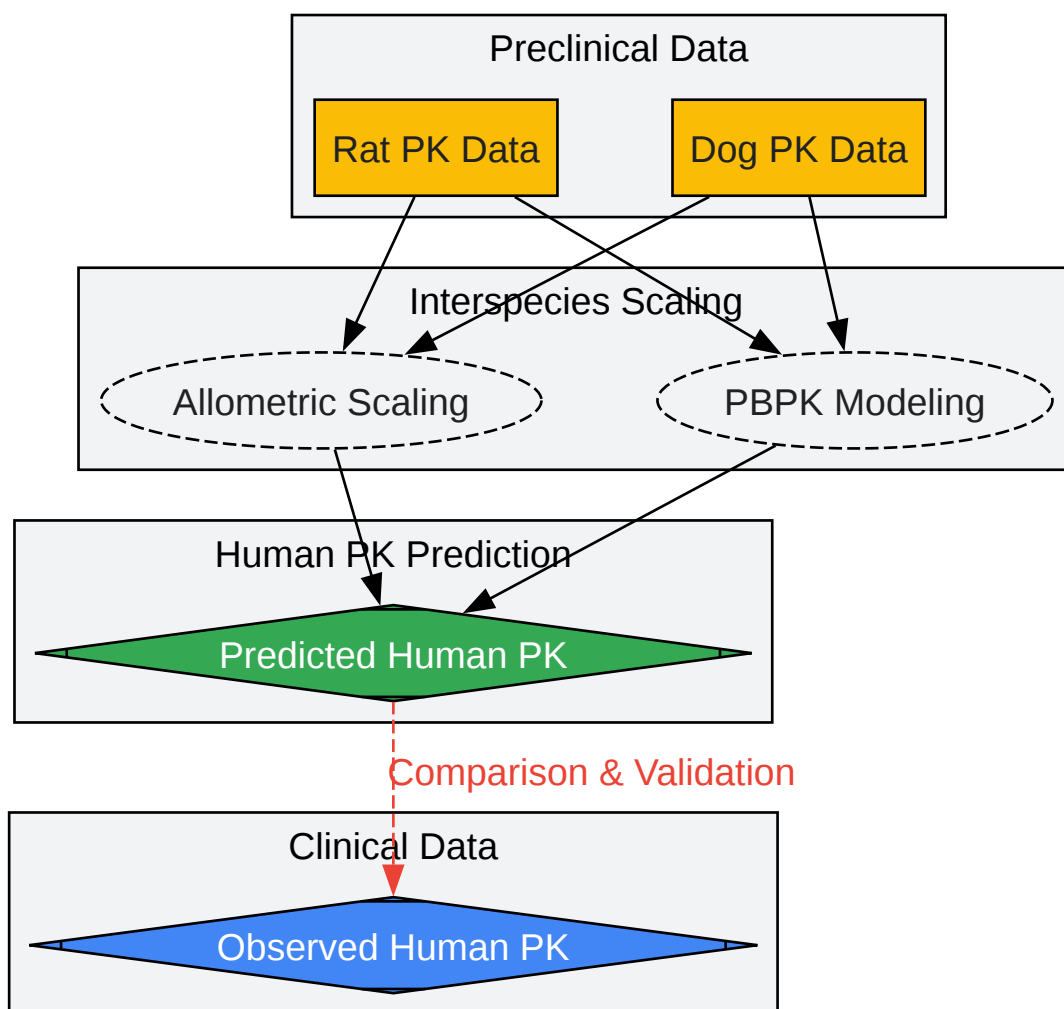 Preclinical Data
Rat PK Data
Dog PK Data
Interspecies Scaling
Allometric Scaling
PBPK Modeling
Human PK Prediction
Predicted Human PK
Comparison & Validation
Clinical Data
Observed Human PK